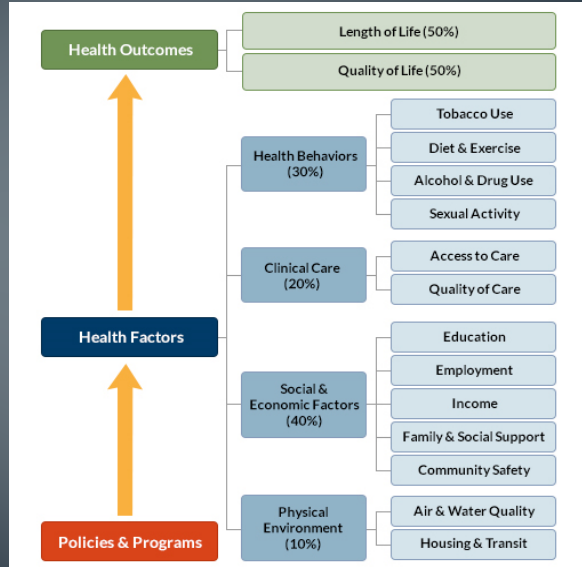 Health Outcomes
Length of Life (50%)
Quality of Life (50%)
Health Behaviors
(30%)
Tobacco Use
Diet & Exercise
Alcohol & Drug Use
Sexual Activity
Clinical Care
(20%)
Access to Care
Quality of Care
Health Factors
Social &
Economic Factors
(40%)
Education
Employment
Income
Family & Social Support
Community Safety
Physical
Environment
(10%)
Air & Water Quality
Housing & Transit
Policies & Programs